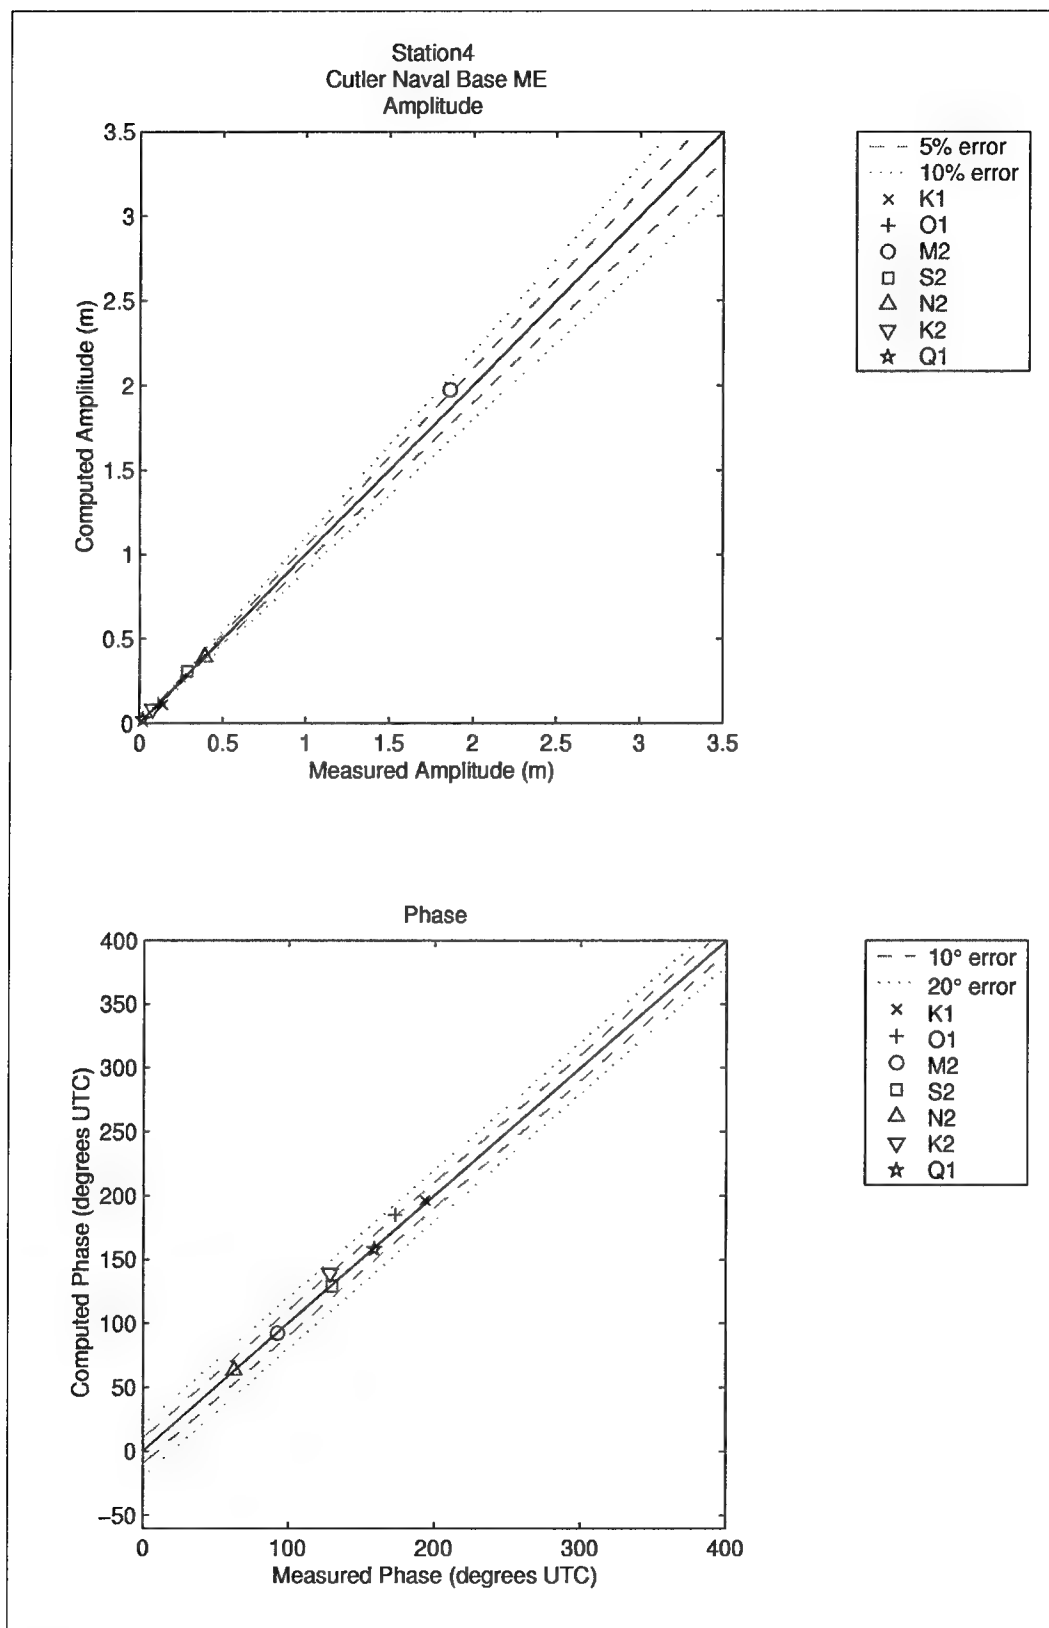 Station4
Cutler Naval Base ME
Amplitude
3.5
3
2.5
2
1.5
1
0.5
0
0 0.5 1 1.5 2 2.5 3 3.5
Computed Amplitude (m)
Measured Amplitude (m)
5% error
10% error
K1
O1
M2
S2
N2
K2
Q1
Phase
400
350
300
250
200
150
100
50
0
−50
0 100 200 300 400
Computed Phase (degrees UTC)
Measured Phase (degrees UTC)
10° error
20° error
K1
O1
M2
S2
N2
K2
Q1